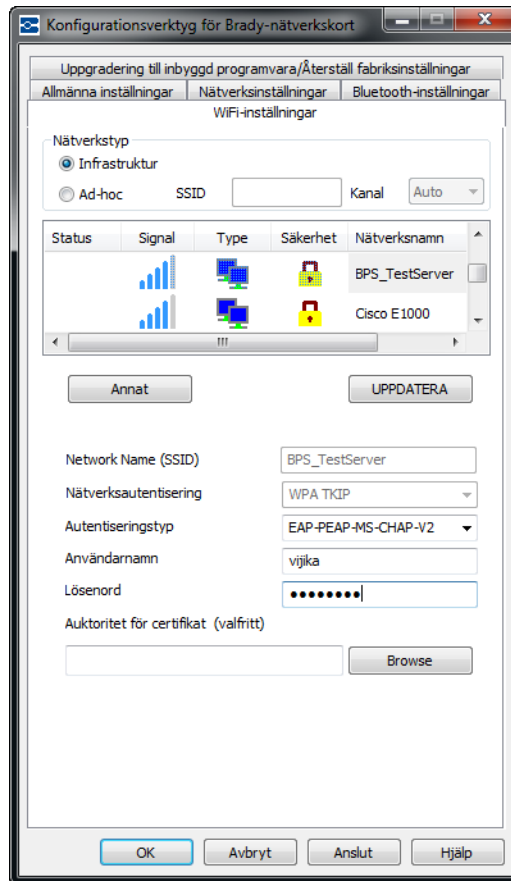 Konfigurationsverktyg för Brady-nätverkskort
Uppgradering till inbyggd programvara/Återställ fabriksinställningar
Allmänna inställningar Nätverksinställningar Bluetooth-inställningar
WiFi-inställningar
Nätverkstyp
Infrastruktur
Ad-hoc SSID Kanal Auto
Status Signal Type Säkerhet Nätverksnamn
BPS_TestServer
Cisco E1000
Annat UPPDATERA
Network Name (SSID) BPS_TestServer
Nätverksautentisering WPA TKIP
Autentiseringstyp EAP-PEAP-MS-CHAP-V2
Användarnamn vijika
Lösenord ••••••••
Auktoritet för certifikat (valfritt)
Browse
OK Avbryt Anslut Hjälp